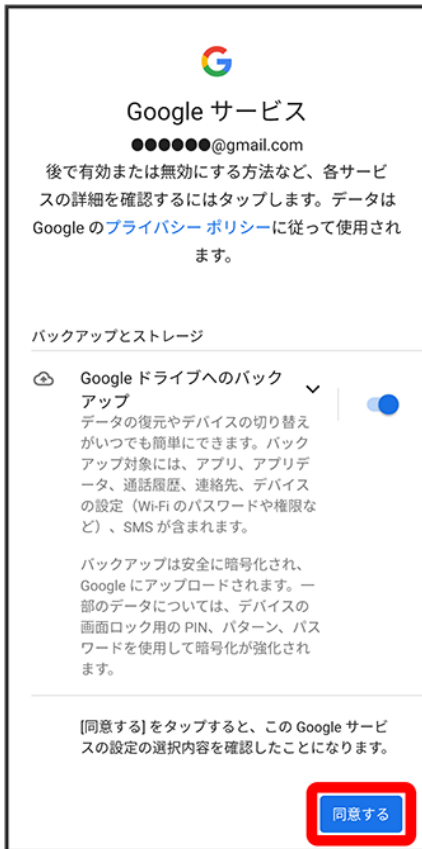 Google サービス
●●●●●●@gmail.com
後で有効または無効にする方法など、各サービ
スの詳細を確認するにはタップします。データは
Google のプライバシー ポリシーに従って使用され
ます。
バックアップとストレージ
Google ドライブへのバック
アップ
データの復元やデバイスの切り替え
がいつでも簡単にできます。バック
アップ対象には、アプリ、アプリデ
ータ、通話履歴、連絡先、デバイス
の設定（Wi-Fi のパスワードや権限な
ど）、SMS が含まれます。
バックアップは安全に暗号化され、
Google にアップロードされます。一
部のデータについては、デバイスの
画面ロック用の PIN、パターン、パス
ワードを使用して暗号化が強化され
ます。
[同意する] をタップすると、この Google サービ
スの設定の選択内容を確認したことになります。
同意する